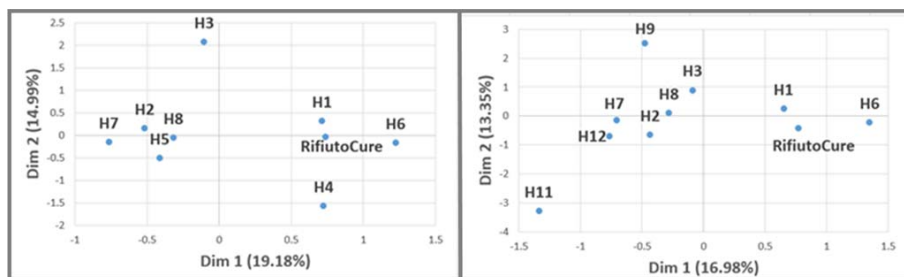 2.5
2
1.5
1
0.5
0
-0.5
-1
-1.5
-2
-1
-0.5
0
0.5
1
1.5
Dim 2 (14.99%)
Dim 1 (19.18%)
H3
H2
H8
H7
H5
H1
H6
RifiutoCure
H4
3
2
1
0
-1
-2
-3
-4
-1.5
-1
-0.5
0
0.5
1
1.5
Dim 2 (13.35%)
Dim 1 (16.98%)
H9
H3
H8
H7
H2
H12
H1
H6
RifiutoCure
H11